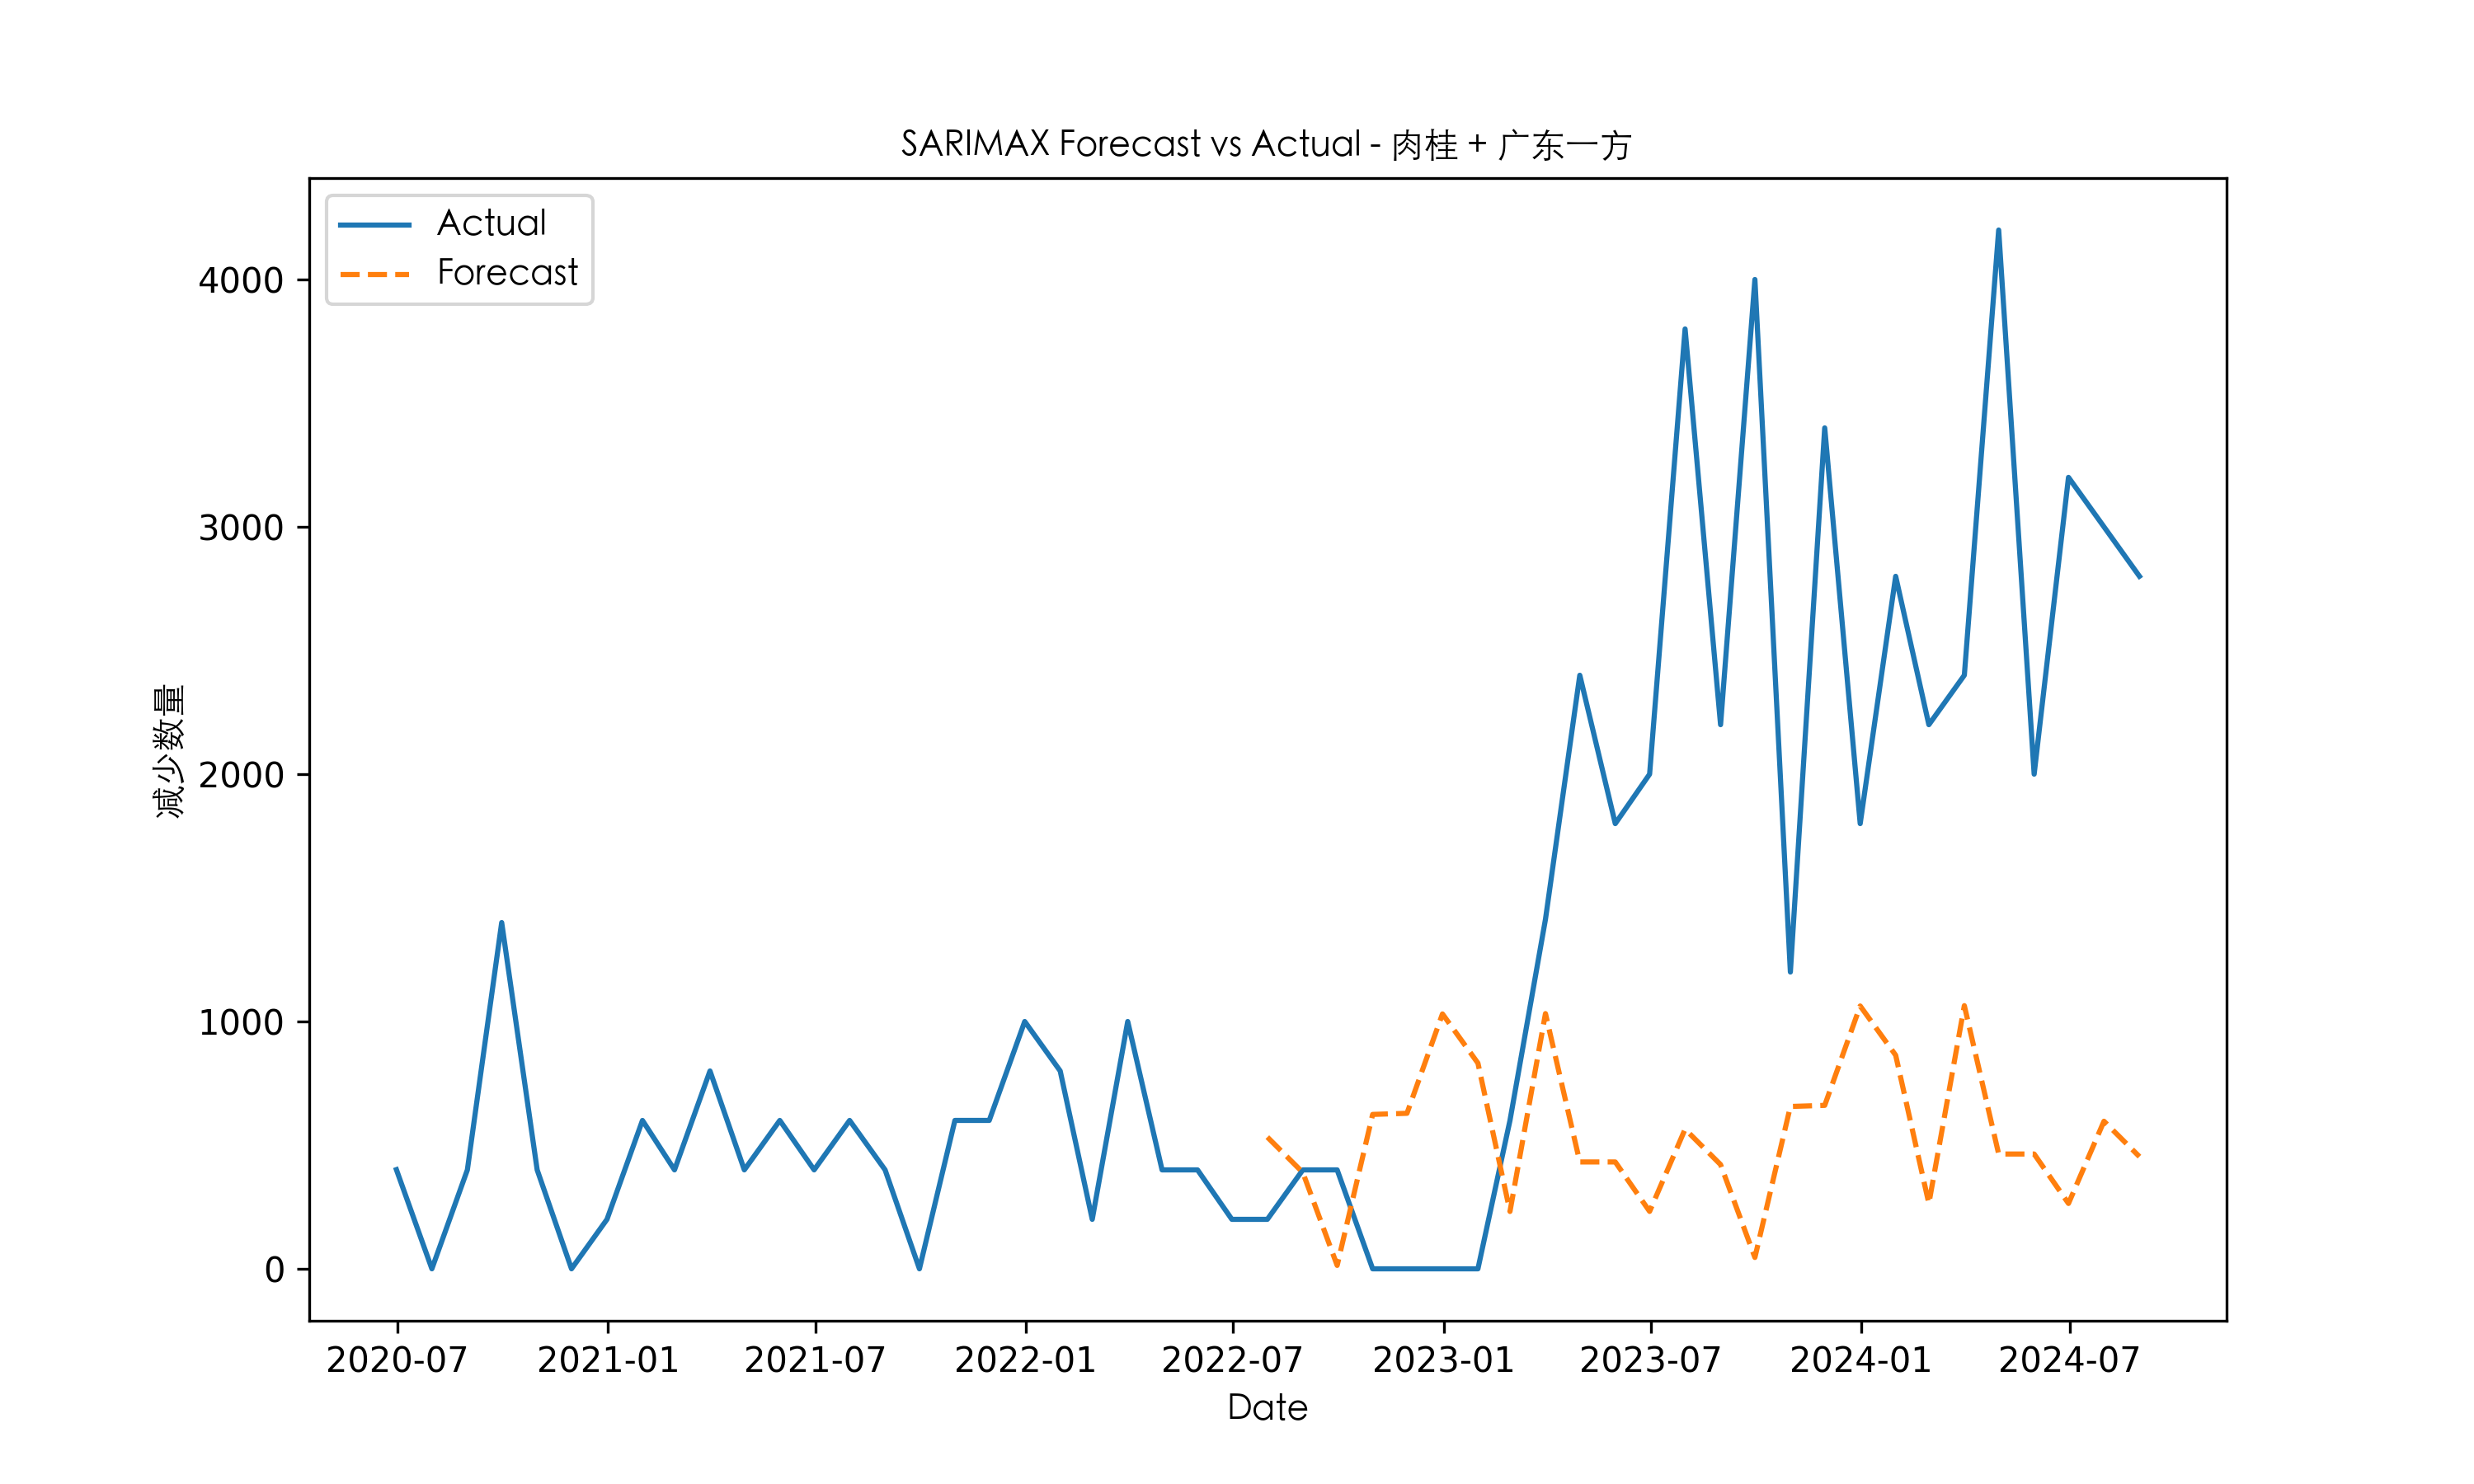 SARIMAX Forecast vs Actual - 肉桂 + 广东一方
Actual
Forecast
减少数量
4000
3000
2000
1000
0
2020-07 2021-01 2021-07 2022-01 2022-07 2023-01 2023-07 2024-01 2024-07
Date